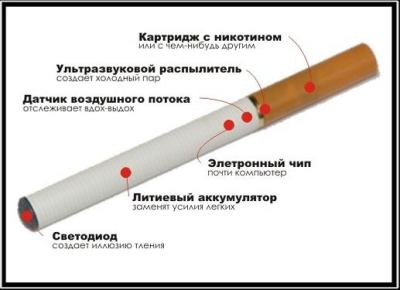 Картридж с никотином
или с чем-нибудь другим
Ультразвуковой распылитель
создает холодный пар
Датчик воздушного потока
отслеживает вдох-выдох
Элетронный чип
почти компьютер
Литиевый аккумулятор
заменят усилия легких
Светодиод
создает иллюзию тления